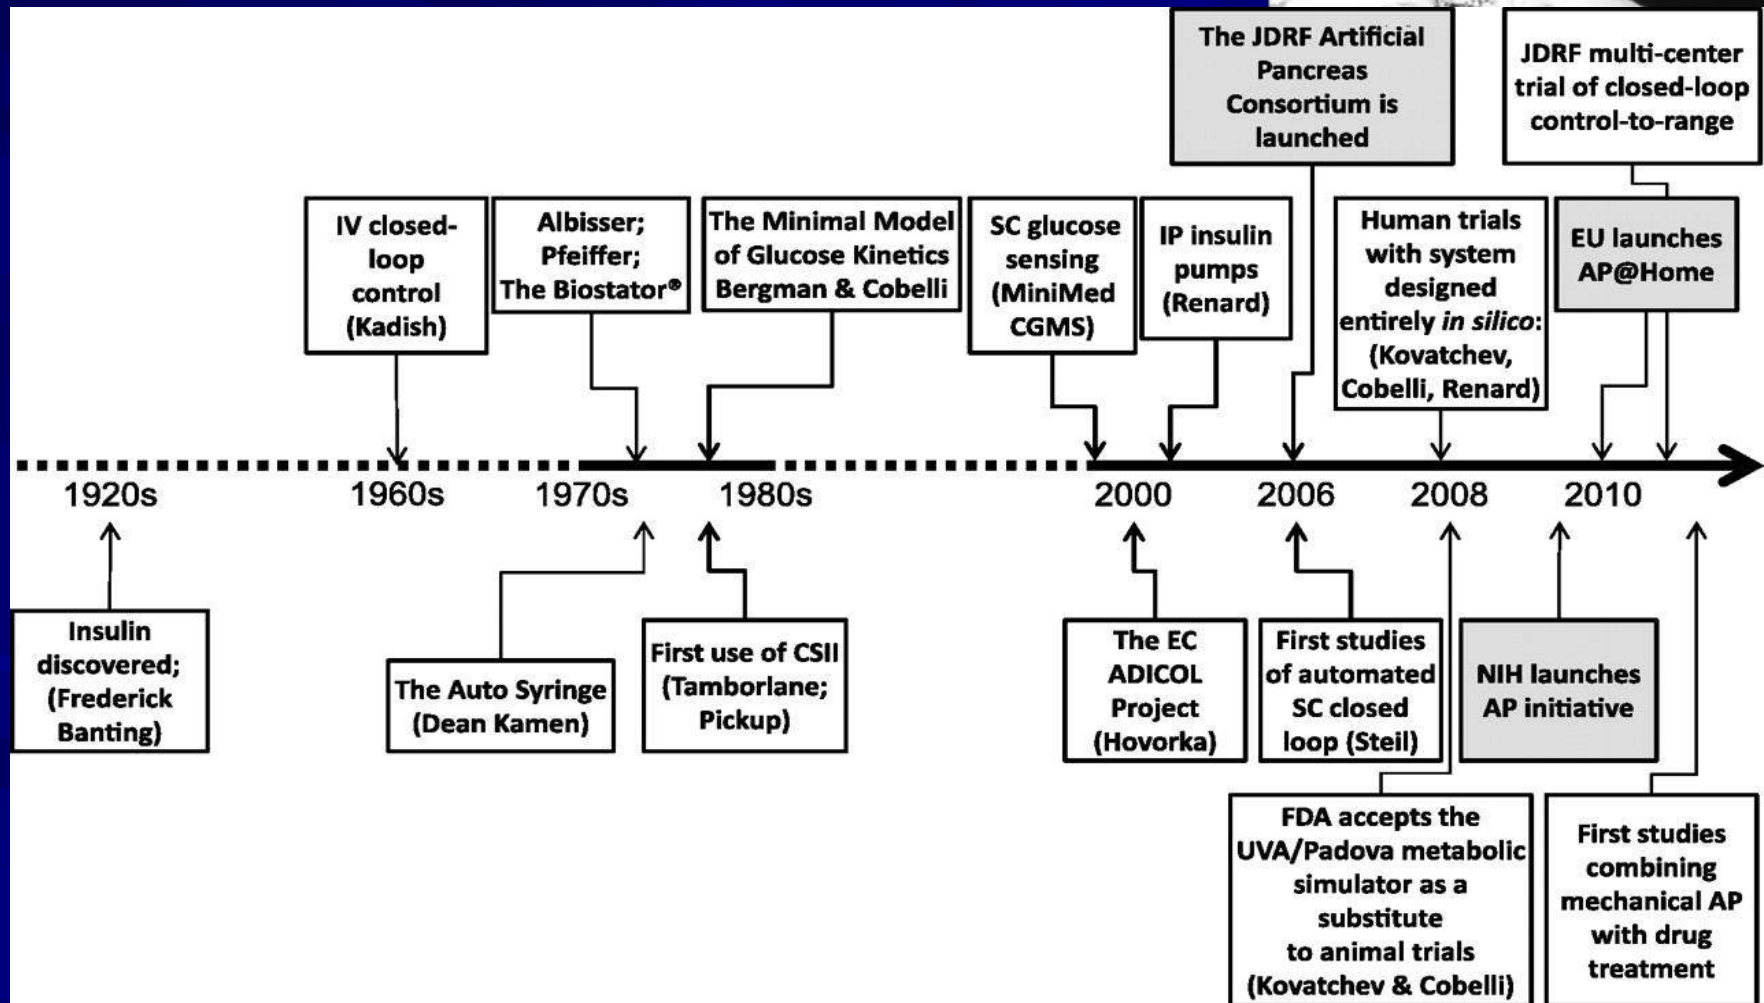 The JDRF Artificial
Pancreas
Consortium is
launched
JDRF multi-center
trial of closed-loop
control-to-range
IV closed-
loop
control
(Kadish)
Albisser;
Pfeiffer;
The Biostator®
The Minimal Model
of Glucose Kinetics
Bergman & Cobelli
SC glucose
sensing
(MiniMed
CGMS)
IP insulin
pumps
(Renard)
Human trials
with system
designed
entirely in silico:
(Kovatchev,
Cobelli, Renard)
EU launches
AP@Home
1920s 1960s 1970s 1980s 2000 2006 2008 2010
Insulin
discovered;
(Frederick
Banting)
The Auto Syringe
(Dean Kamen)
First use of CSII
(Tamborlane;
Pickup)
The EC
ADICOL
Project
(Hovorka)
First studies
of automated
SC closed
loop (Steil)
NIH launches
AP initiative
FDA accepts the
UVA/Padova metabolic
simulator as a
substitute
to animal trials
(Kovatchev & Cobelli)
First studies
combining
mechanical AP
with drug
treatment